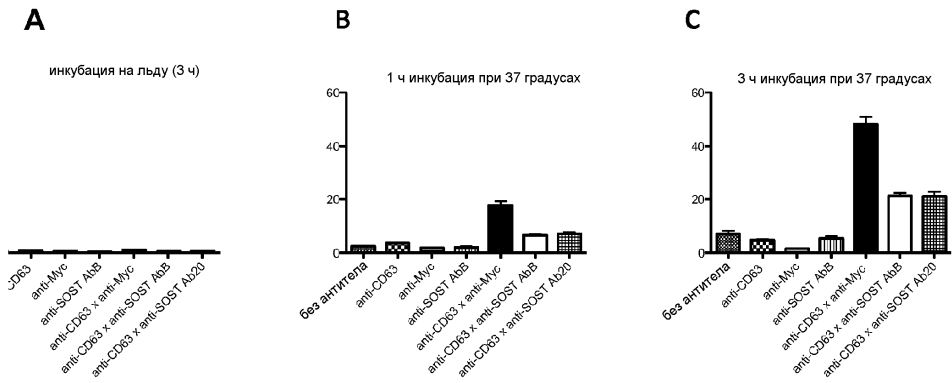 A
инкубация на льду (3 ч)
CD63
anti-Myc
anti-SOST AbB
anti-CD63 x anti-Myc
anti-CD63 x anti-SOST AbB
anti-CD63 x anti-SOST Ab20
B
1 ч инкубация при 37 градусах
60
40
20
0
без антитела
anti-CD63
anti-Myc
anti-SOST AbB
anti-CD63 x anti-Myc
anti-CD63 x anti-SOST AbB
anti-CD63 x anti-SOST Ab20
C
3 ч инкубация при 37 градусах
60
40
20
0
без антитела
anti-CD63
anti-Myc
anti-SOST AbB
anti-CD63 x anti-Myc
anti-CD63 x anti-SOST AbB
anti-CD63 x anti-SOST Ab20